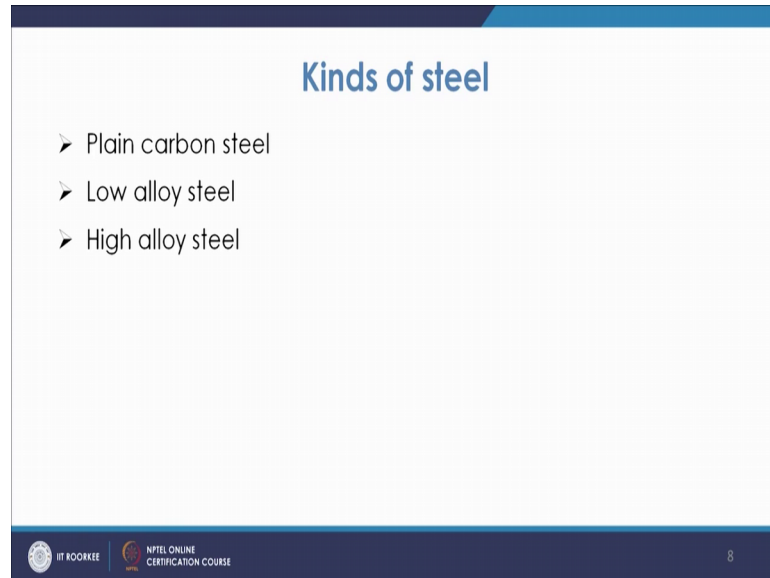 Kinds of steel
➢ Plain carbon steel
➢ Low alloy steel
➢ High alloy steel
IIT ROORKEE
NPTEL ONLINE
CERTIFICATION COURSE
8